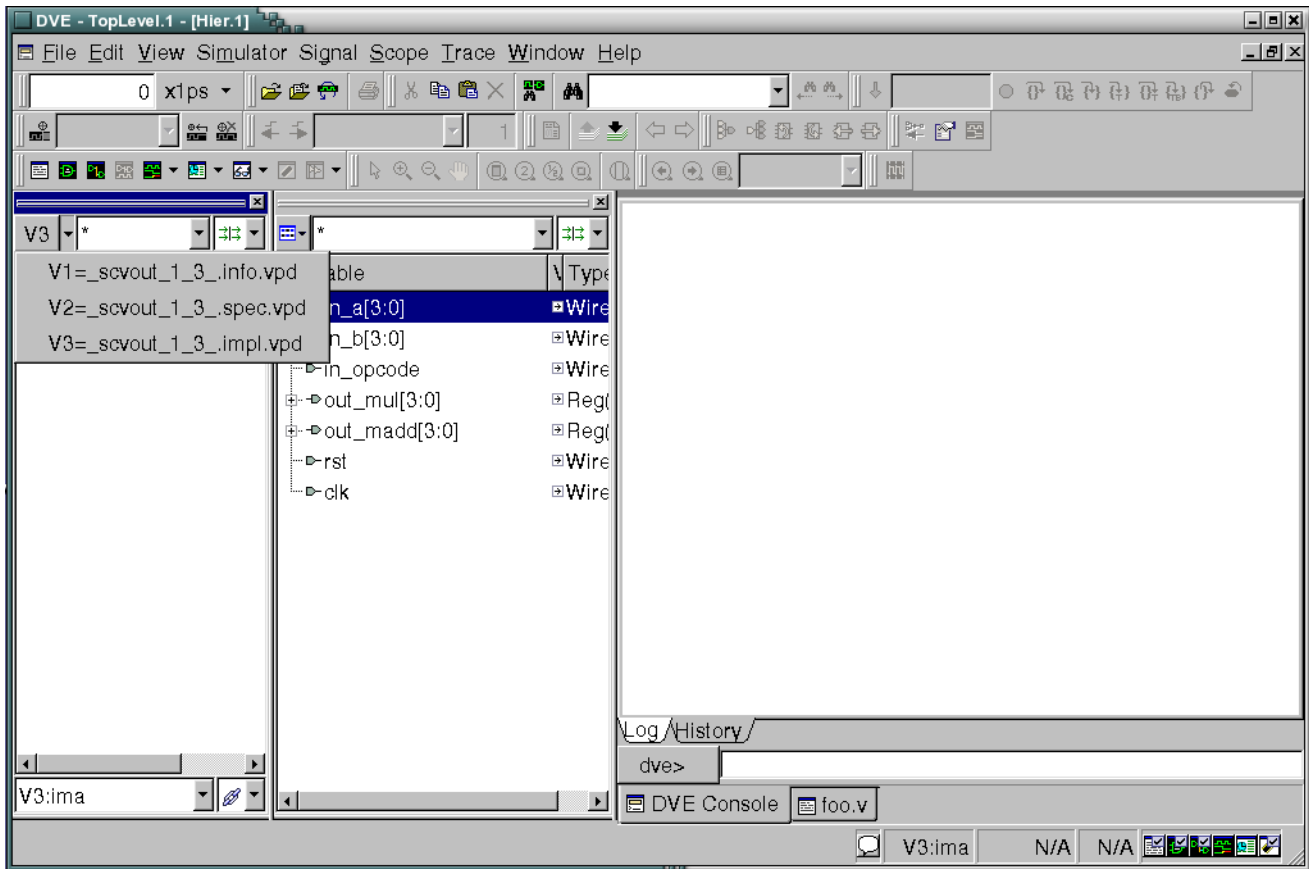 DVE - TopLevel.1 - [Hier.1]
File Edit View Simulator Signal Scope Trace Window Help
0 x1ps
1
V3 * *
V1=_scvout_1_3_.info.vpd
V2=_scvout_1_3_.spec.vpd
V3=_scvout_1_3_.impl.vpd
able V Type
n_a[3:0] Wire
n_b[3:0] Wire
in_opcode Wire
out_mul[3:0] Reg(
out_madd[3:0] Reg(
rst Wire
clk Wire
Log History
dve>
V3:ima
DVE Console foo.v
V3:ima N/A N/A